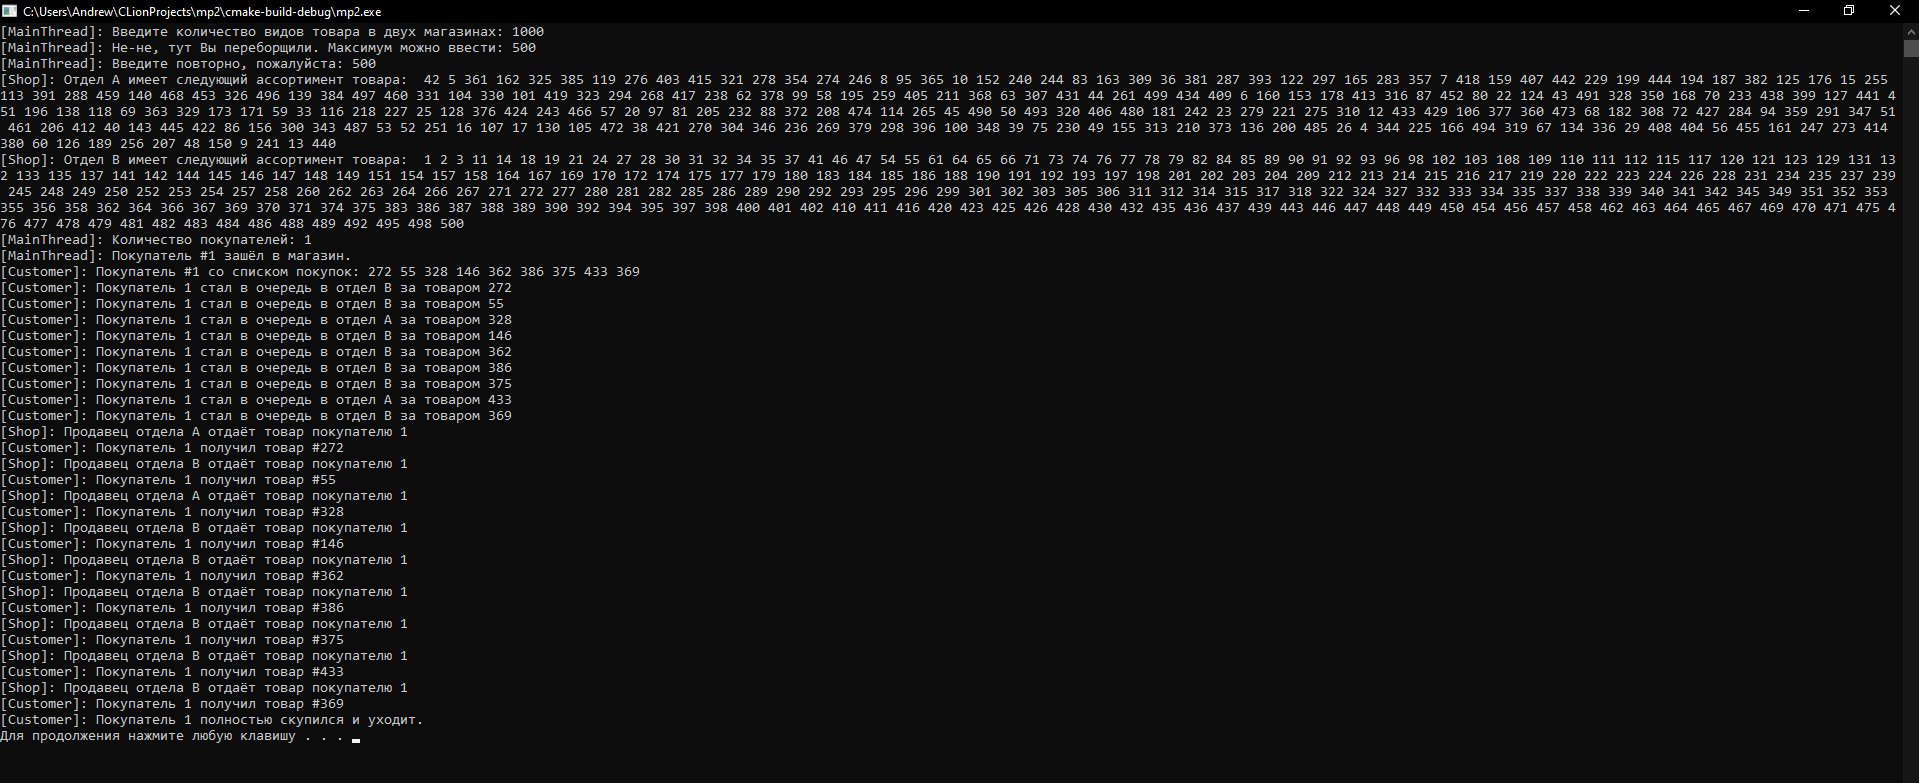 C:\Users\Andrew\CLionProjects\mp2\cmake-build-debug\mp2.exe
[MainThread]: Введите количество видов товара в двух магазинах: 1000
[MainThread]: Не-не, тут Вы переборщили. Максимум можно ввести: 500
[MainThread]: Введите повторно, пожалуйста: 500
[Shop]: Отдел A имеет следующий ассортимент товара:  42 5 361 162 325 385 119 276 403 415 321 278 354 274 246 8 95 365 10 152 240 244 83 163 309 36 381 287 393 122 297 165 283 357 7 418 159 407 442 229 199 444 194 187 382 125 176 15 255
113 391 288 459 140 468 453 326 496 139 384 497 460 331 104 330 101 419 323 294 268 417 238 62 378 99 58 195 259 405 211 368 63 307 431 44 261 499 434 409 6 160 153 178 413 316 87 452 80 22 124 43 491 328 350 168 70 233 438 399 127 441 4
51 196 138 118 69 363 329 173 171 59 33 116 218 227 25 128 376 424 243 466 57 20 97 81 205 232 88 372 208 474 114 265 45 490 50 493 320 406 480 181 242 23 279 221 275 310 12 433 429 106 377 360 473 68 182 308 72 427 284 94 359 291 347 51
461 206 412 40 143 445 422 86 156 300 343 487 53 52 251 16 107 17 130 105 472 38 421 270 304 346 236 269 379 298 396 100 348 39 75 230 49 155 313 210 373 136 200 485 26 4 344 225 166 494 319 67 134 336 29 408 404 56 455 161 247 273 414
380 60 126 189 256 207 48 150 9 241 13 440
[Shop]: Отдел B имеет следующий ассортимент товара:  1 2 3 11 14 18 19 21 24 27 28 30 31 32 34 35 37 41 46 47 54 55 61 64 65 66 71 73 74 76 77 78 79 82 84 85 89 90 91 92 93 96 98 102 103 108 109 110 111 112 115 117 120 121 123 129 131 13
2 133 135 137 141 142 144 145 146 147 148 149 151 154 157 158 164 167 169 170 172 174 175 177 179 180 183 184 185 186 188 190 191 192 193 197 198 201 202 203 204 209 212 213 214 215 216 217 219 220 222 223 224 226 228 231 234 235 237 239
245 248 249 250 252 253 254 257 258 260 262 263 264 266 267 271 272 277 280 281 282 285 286 289 290 292 293 295 296 299 301 302 303 305 306 311 312 314 315 317 318 322 324 327 332 333 334 335 337 338 339 340 341 342 345 349 351 352 353
355 356 358 362 364 366 367 369 370 371 374 375 383 386 387 388 389 390 392 394 395 397 398 400 401 402 410 411 416 420 423 425 426 428 430 432 435 436 437 439 443 446 447 448 449 450 454 456 457 458 462 463 464 465 467 469 470 471 475 4
76 477 478 479 481 482 483 484 486 488 489 492 495 498 500
[MainThread]: Количество покупателей: 1
[MainThread]: Покупатель #1 зашёл в магазин.
[Customer]: Покупатель #1 со списком покупок: 272 55 328 146 362 386 375 433 369
[Customer]: Покупатель 1 стал в очередь в отдел B за товаром 272
[Customer]: Покупатель 1 стал в очередь в отдел B за товаром 55
[Customer]: Покупатель 1 стал в очередь в отдел A за товаром 328
[Customer]: Покупатель 1 стал в очередь в отдел B за товаром 146
[Customer]: Покупатель 1 стал в очередь в отдел B за товаром 362
[Customer]: Покупатель 1 стал в очередь в отдел B за товаром 386
[Customer]: Покупатель 1 стал в очередь в отдел B за товаром 375
[Customer]: Покупатель 1 стал в очередь в отдел A за товаром 433
[Customer]: Покупатель 1 стал в очередь в отдел B за товаром 369
[Shop]: Продавец отдела A отдаёт товар покупателю 1
[Customer]: Покупатель 1 получил товар #272
[Shop]: Продавец отдела B отдаёт товар покупателю 1
[Customer]: Покупатель 1 получил товар #55
[Shop]: Продавец отдела A отдаёт товар покупателю 1
[Customer]: Покупатель 1 получил товар #328
[Shop]: Продавец отдела B отдаёт товар покупателю 1
[Customer]: Покупатель 1 получил товар #146
[Shop]: Продавец отдела B отдаёт товар покупателю 1
[Customer]: Покупатель 1 получил товар #362
[Shop]: Продавец отдела B отдаёт товар покупателю 1
[Customer]: Покупатель 1 получил товар #386
[Shop]: Продавец отдела B отдаёт товар покупателю 1
[Customer]: Покупатель 1 получил товар #375
[Shop]: Продавец отдела B отдаёт товар покупателю 1
[Customer]: Покупатель 1 получил товар #433
[Shop]: Продавец отдела B отдаёт товар покупателю 1
[Customer]: Покупатель 1 получил товар #369
[Customer]: Покупатель 1 полностью скупился и уходит.
Для продолжения нажмите любую клавишу . . .